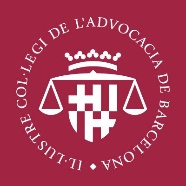 IL·LUSTRE COL·LEGI DE L'ADVOCACIA DE BARCELONA